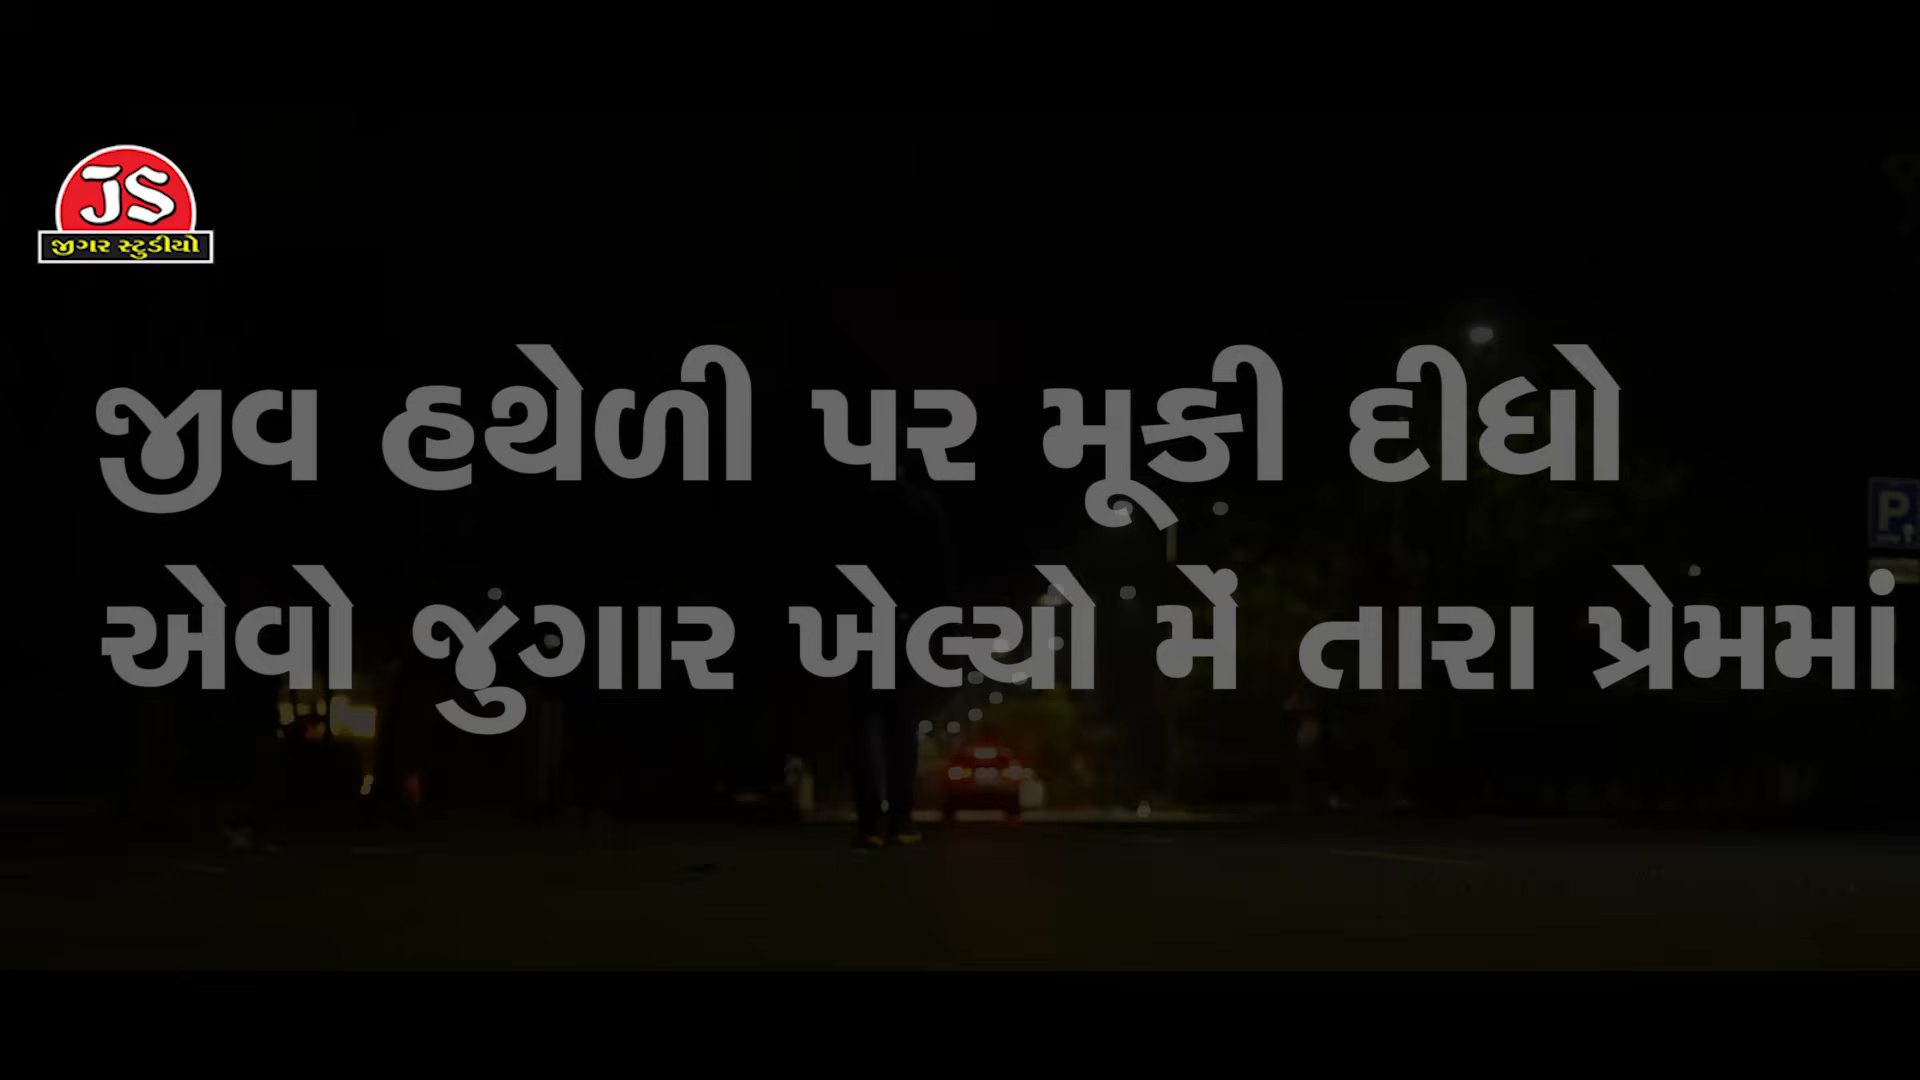 JS
જીગર સ્ટુડીયો
જીવ હથેળી પર મૂકી દીધો
એવો જુગાર ખેલ્યો મેં તારા પ્રેમમાં
P